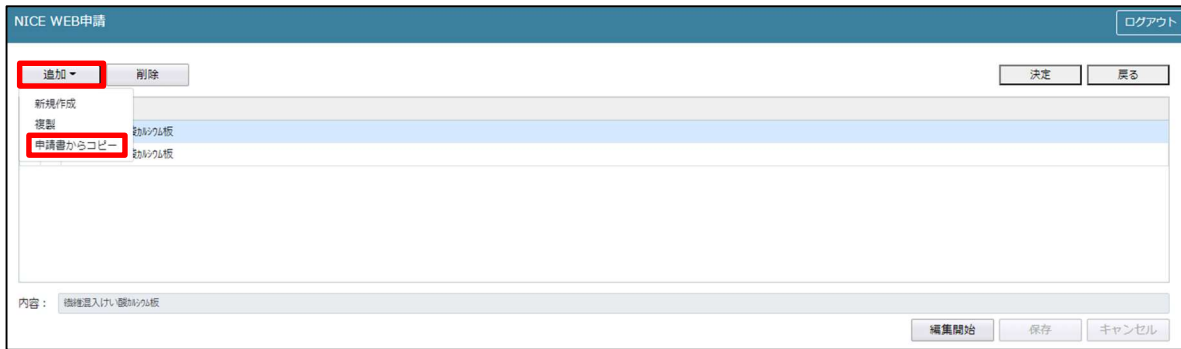 NICE WEB申請
ログアウト
追加 削除 決定 戻る
新規作成
複製
申請書からコピー
酸ｶﾙｼｳﾑ板
酸ｶﾙｼｳﾑ板
内容： 繊維混入けい酸ｶﾙｼｳﾑ板
編集開始 保存 キャンセル